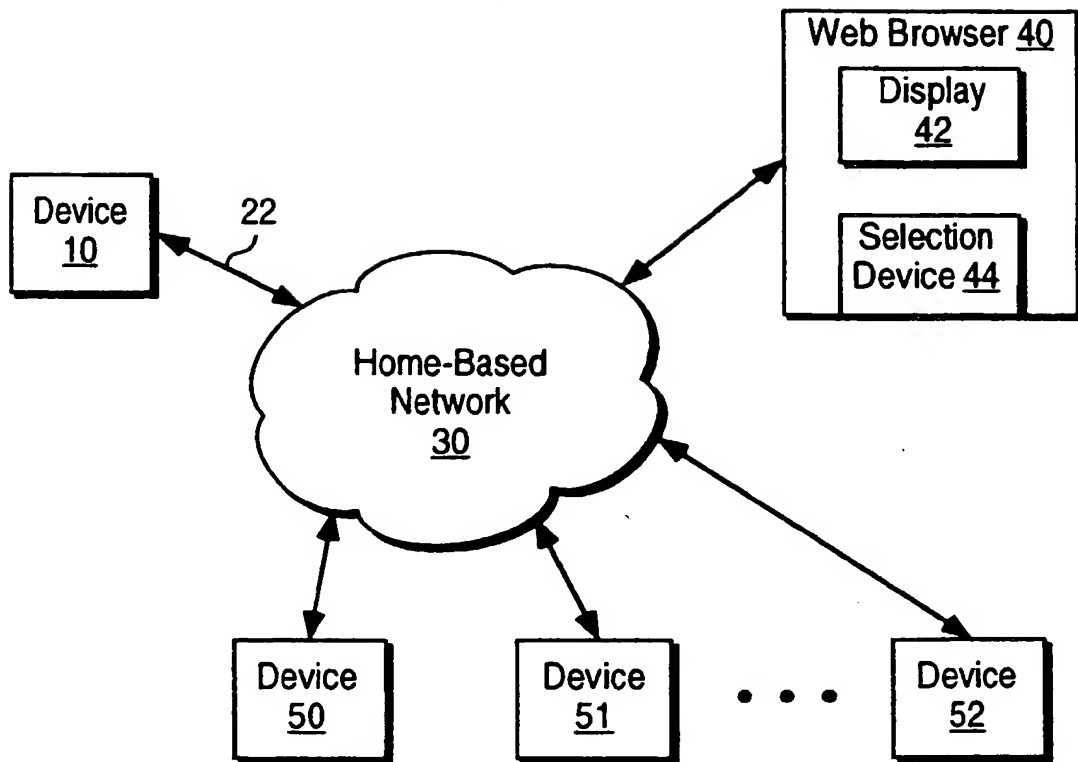 Web Browser 40
Display
42
Selection
Device 44
Device
10
22
Home-Based
Network
30
Device
50
Device
51
Device
52